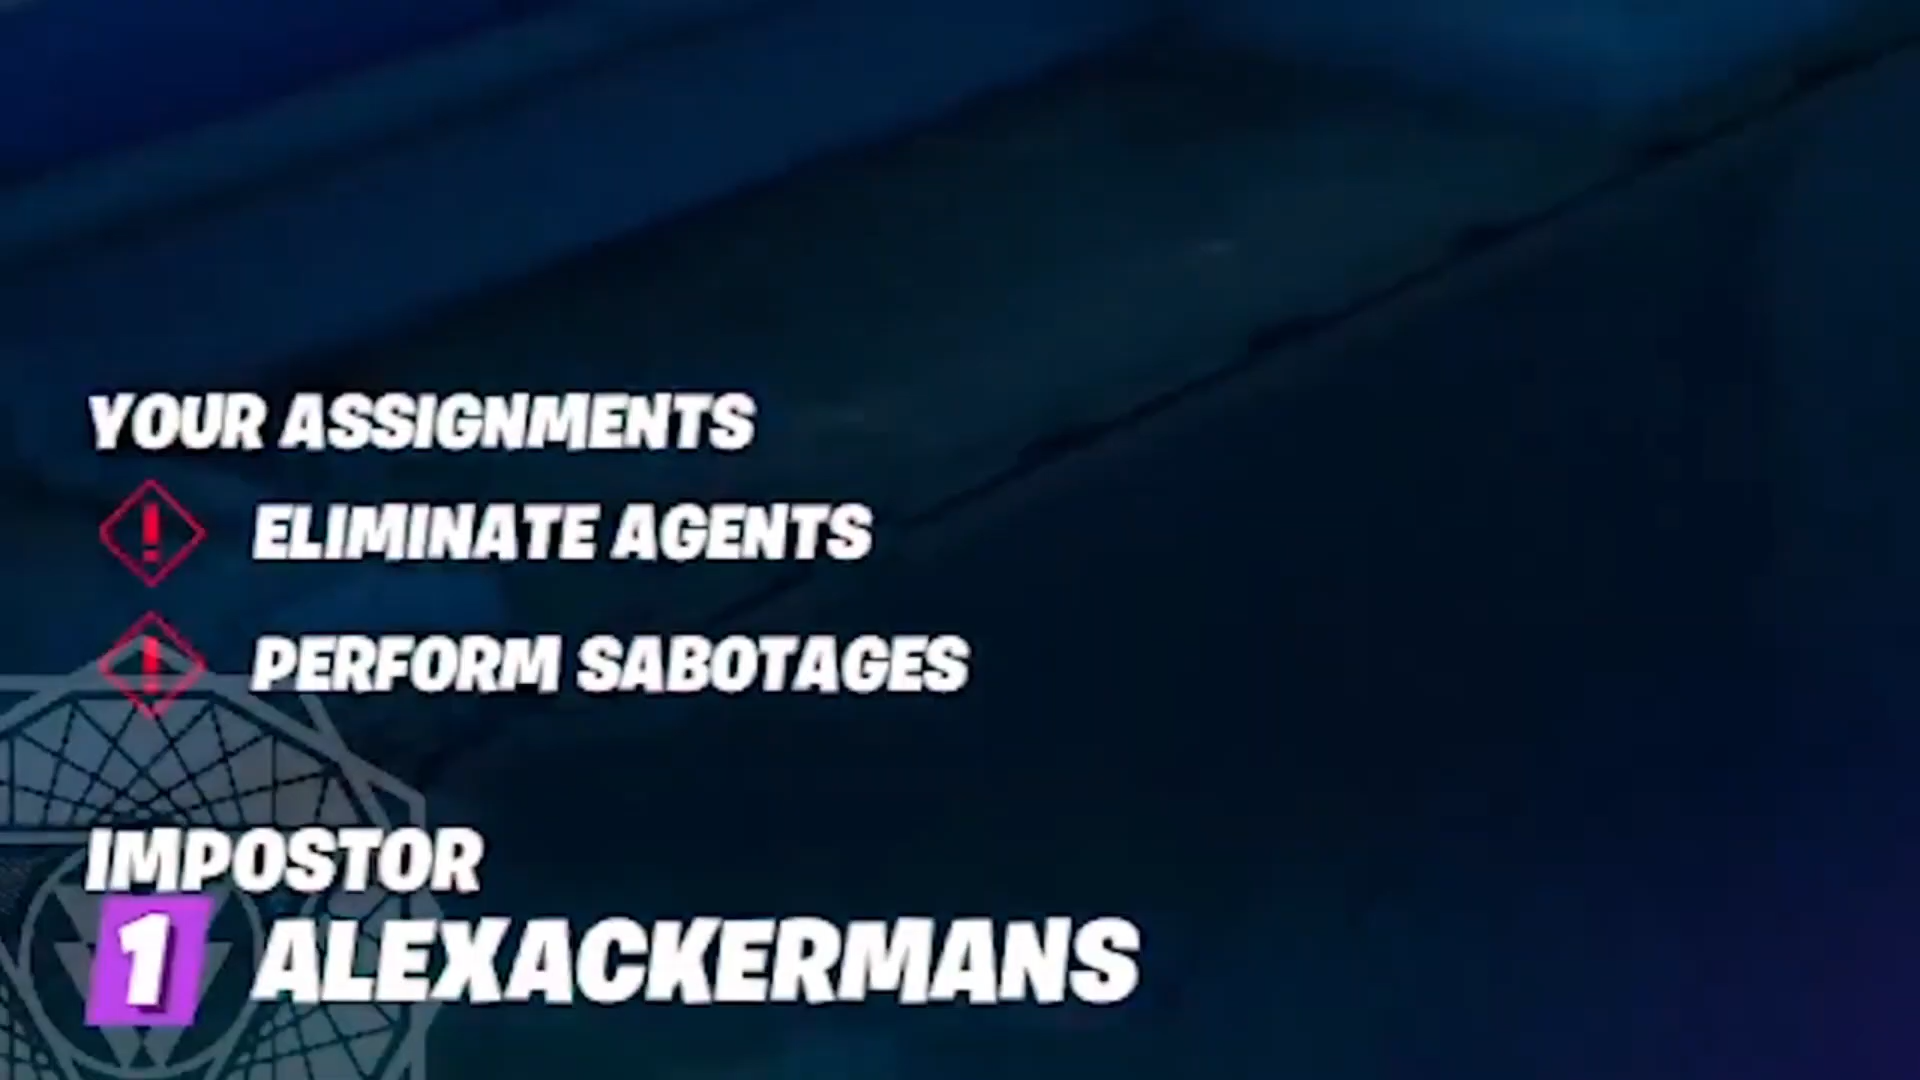 YOUR ASSIGNMENTS
! ELIMINATE AGENTS
! PERFORM SABOTAGES
IMPOSTOR
1 ALEXACKERMANS